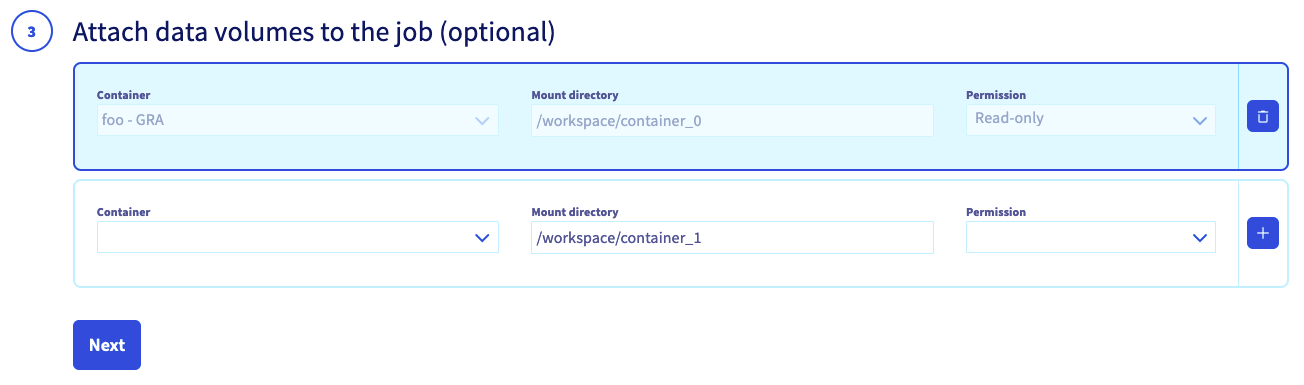 3 Attach data volumes to the job (optional)
Container Mount directory Permission
foo - GRA /workspace/container_0 Read-only
Container Mount directory Permission
/workspace/container_1
Next